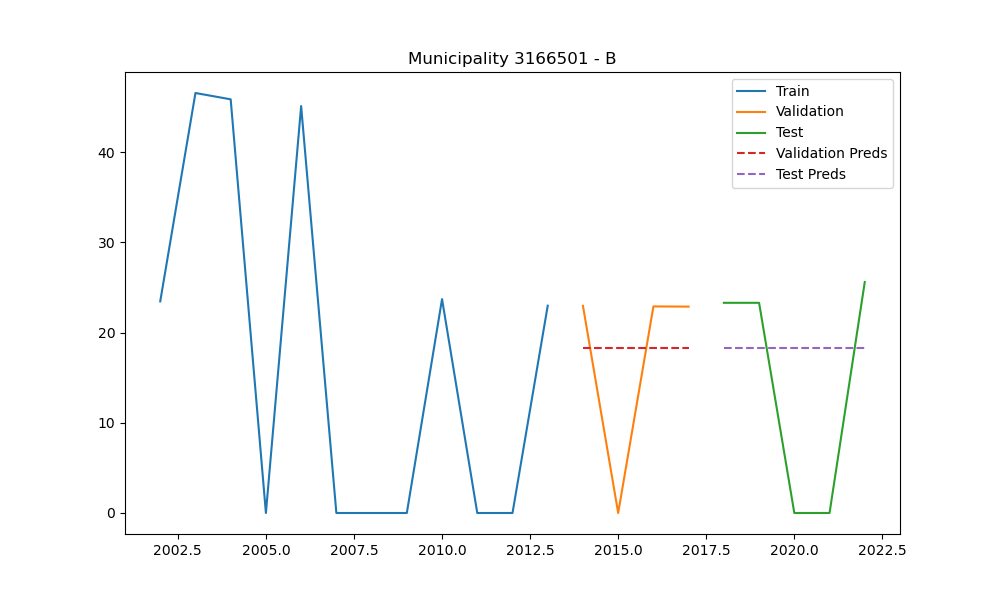 Municipality 3166501 - B
Train
Validation
Test
Validation Preds
Test Preds
40
30
20
10
0
2002.5 2005.0 2007.5 2010.0 2012.5 2015.0 2017.5 2020.0 2022.5